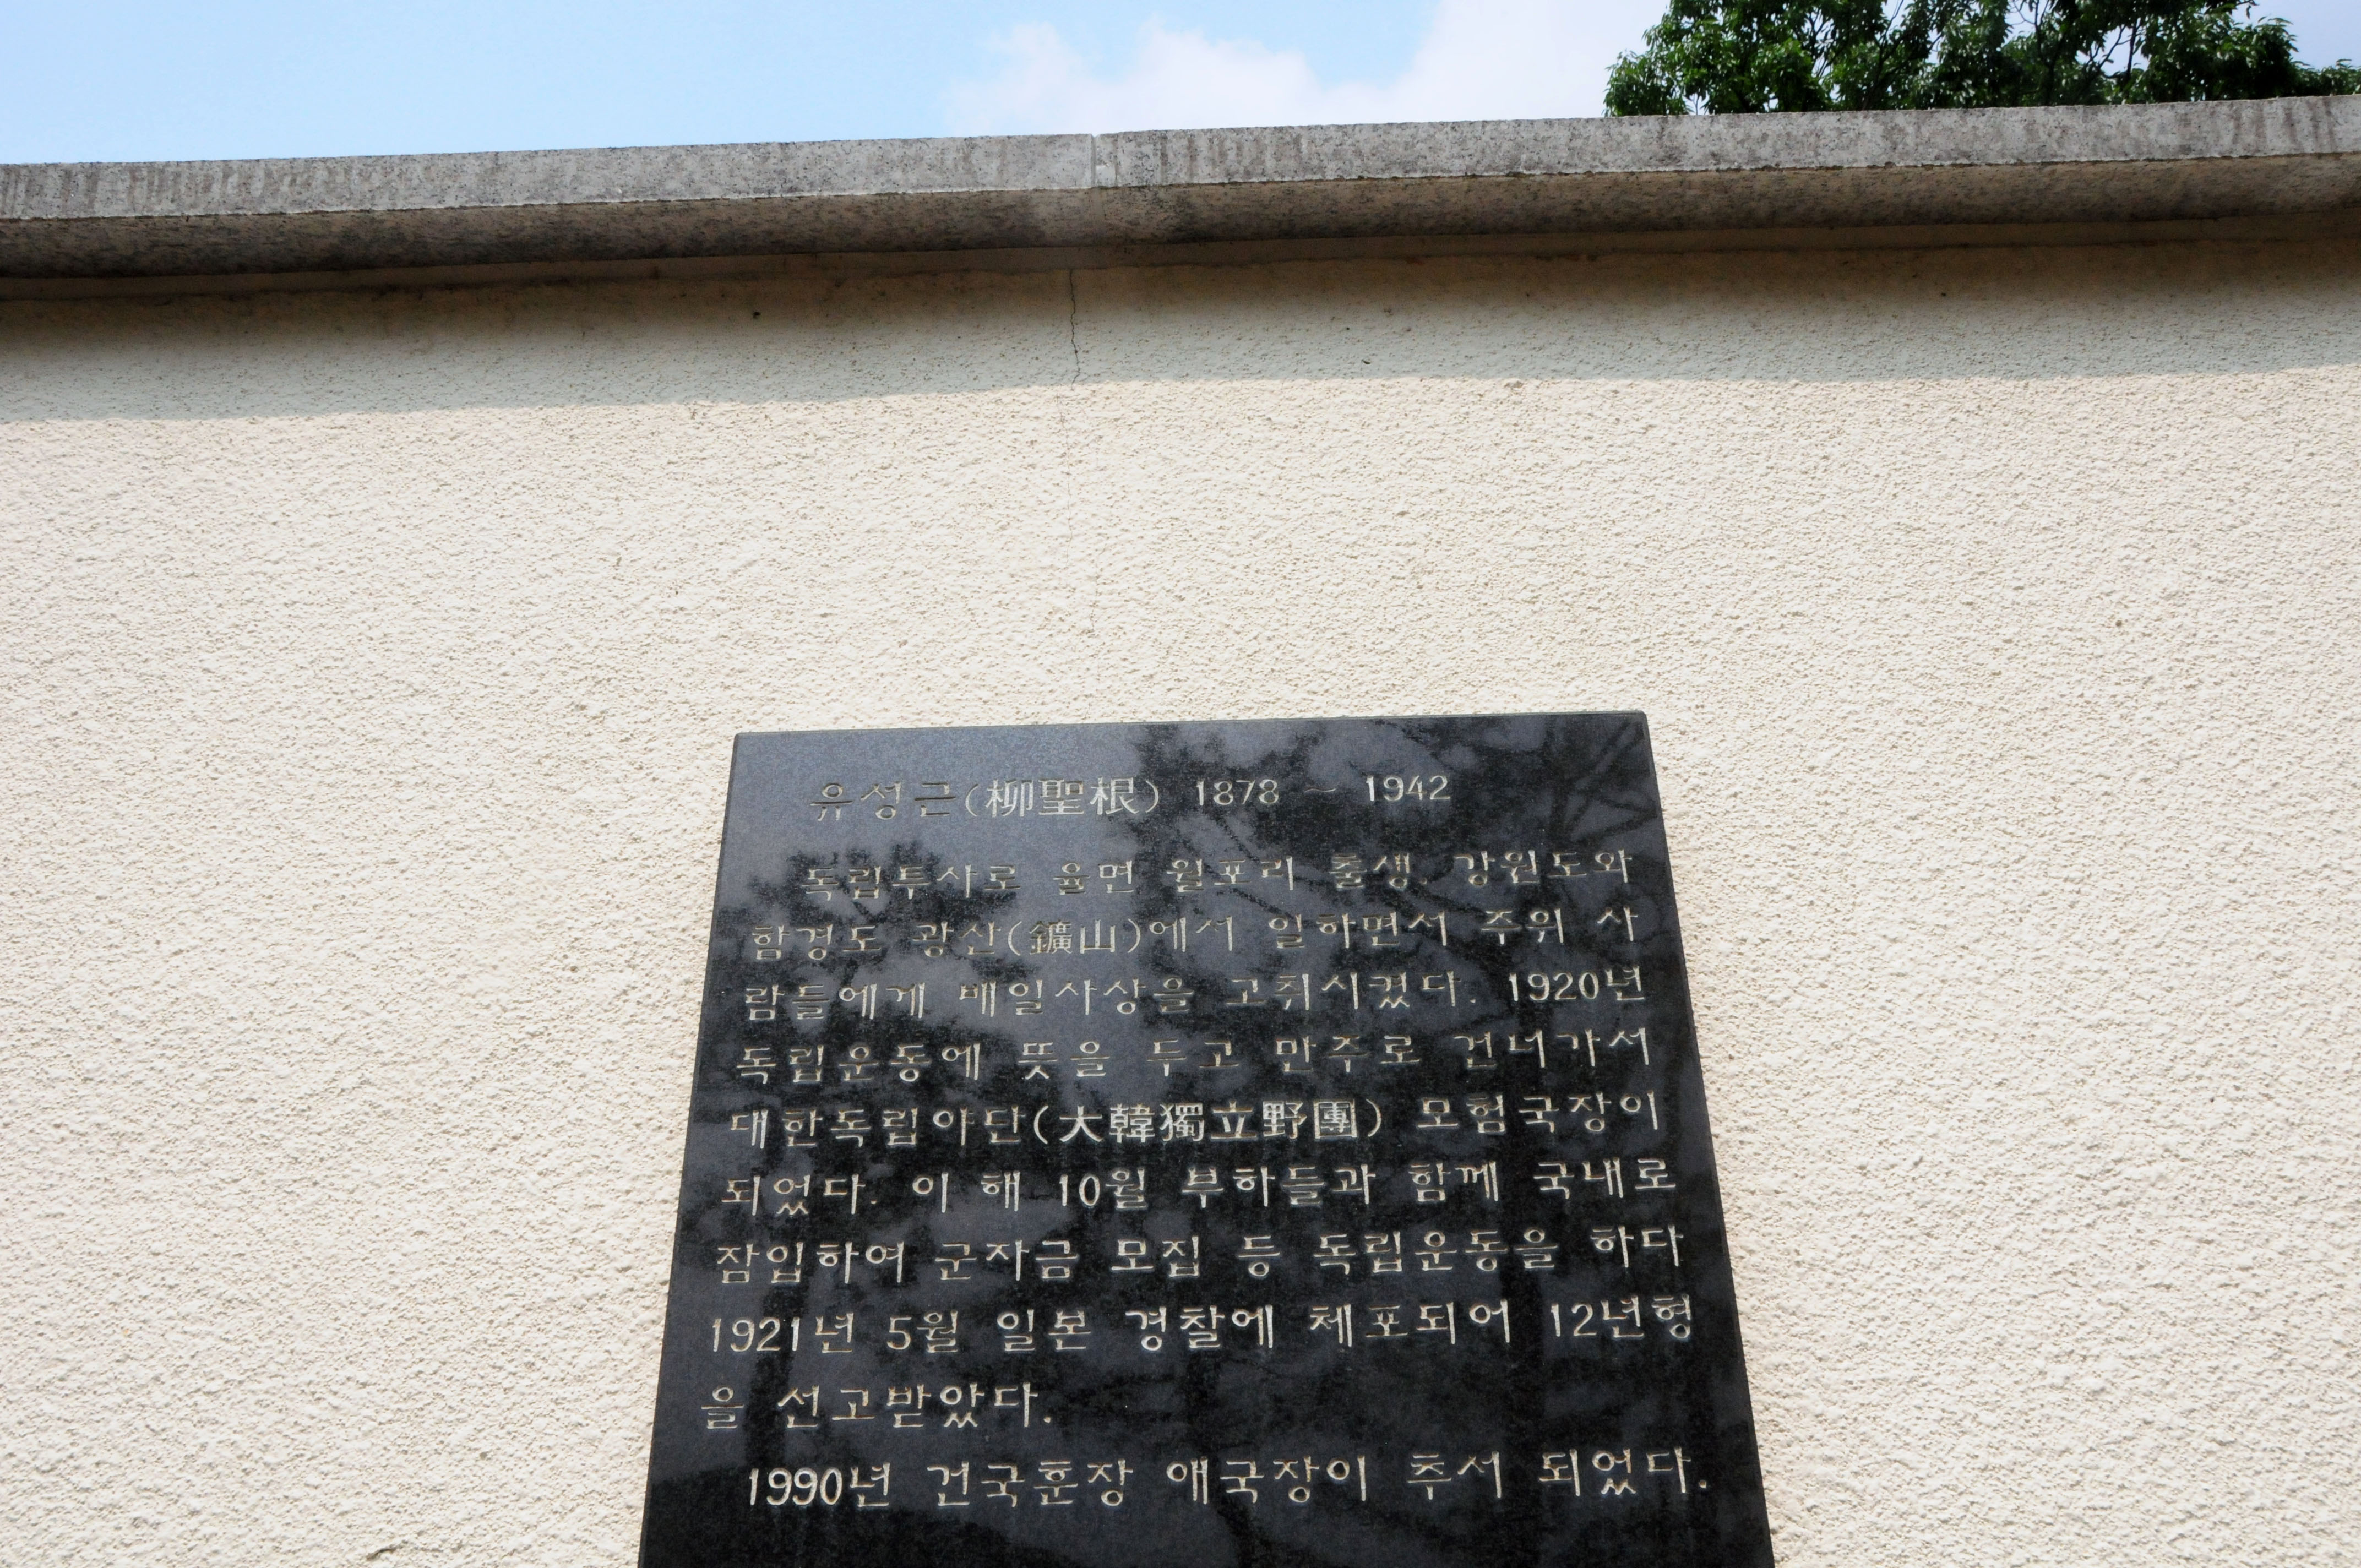 유성근(柳聖根) 1878 ~ 1942
독립투사로 율면 월포리 출생. 강원도와
함경도 광산(鑛山)에서 일하면서 주위 사
람들에게 배일사상을 고취시켰다. 1920년
독립운동에 뜻을 두고 만주로 건너가서
대한독립야단(大韓獨立野團) 모험국장이
되었다. 이 해 10월 부하들과 함께 국내로
잠입하여 군자금 모집 등 독립운동을 하다
1921년 5월 일본 경찰에 체포되어 12년형
을 선고받았다.
1990년 건국훈장 애국장이 추서 되었다.